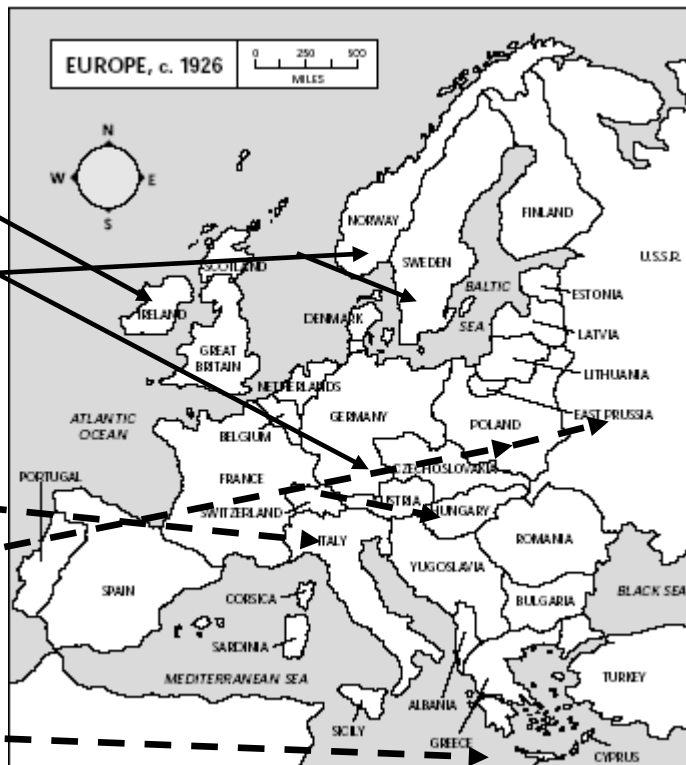 EUROPE, c. 1926
0 250 500
MILES
N
W E
S
NORWAY
FINLAND
SWEDEN
U.S.S.R.
SCOTLAND
BALTIC
SEA
ESTONIA
IRELAND
DENMARK
LATVIA
GREAT
BRITAIN
LITHUANIA
NETHERLANDS
EAST PRUSSIA
ATLANTIC
OCEAN
GERMANY
POLAND
BELGIUM
CZECHOSLOVAKIA
PORTUGAL
FRANCE
AUSTRIA
SWITZERLAND
HUNGARY
ITALY
ROMANIA
YUGOSLAVIA
SPAIN
CORSICA
BULGARIA
BLACK SEA
SARDINIA
MEDITERRANEAN SEA
TURKEY
ALBANIA
SICILY
GREECE
CYPRUS